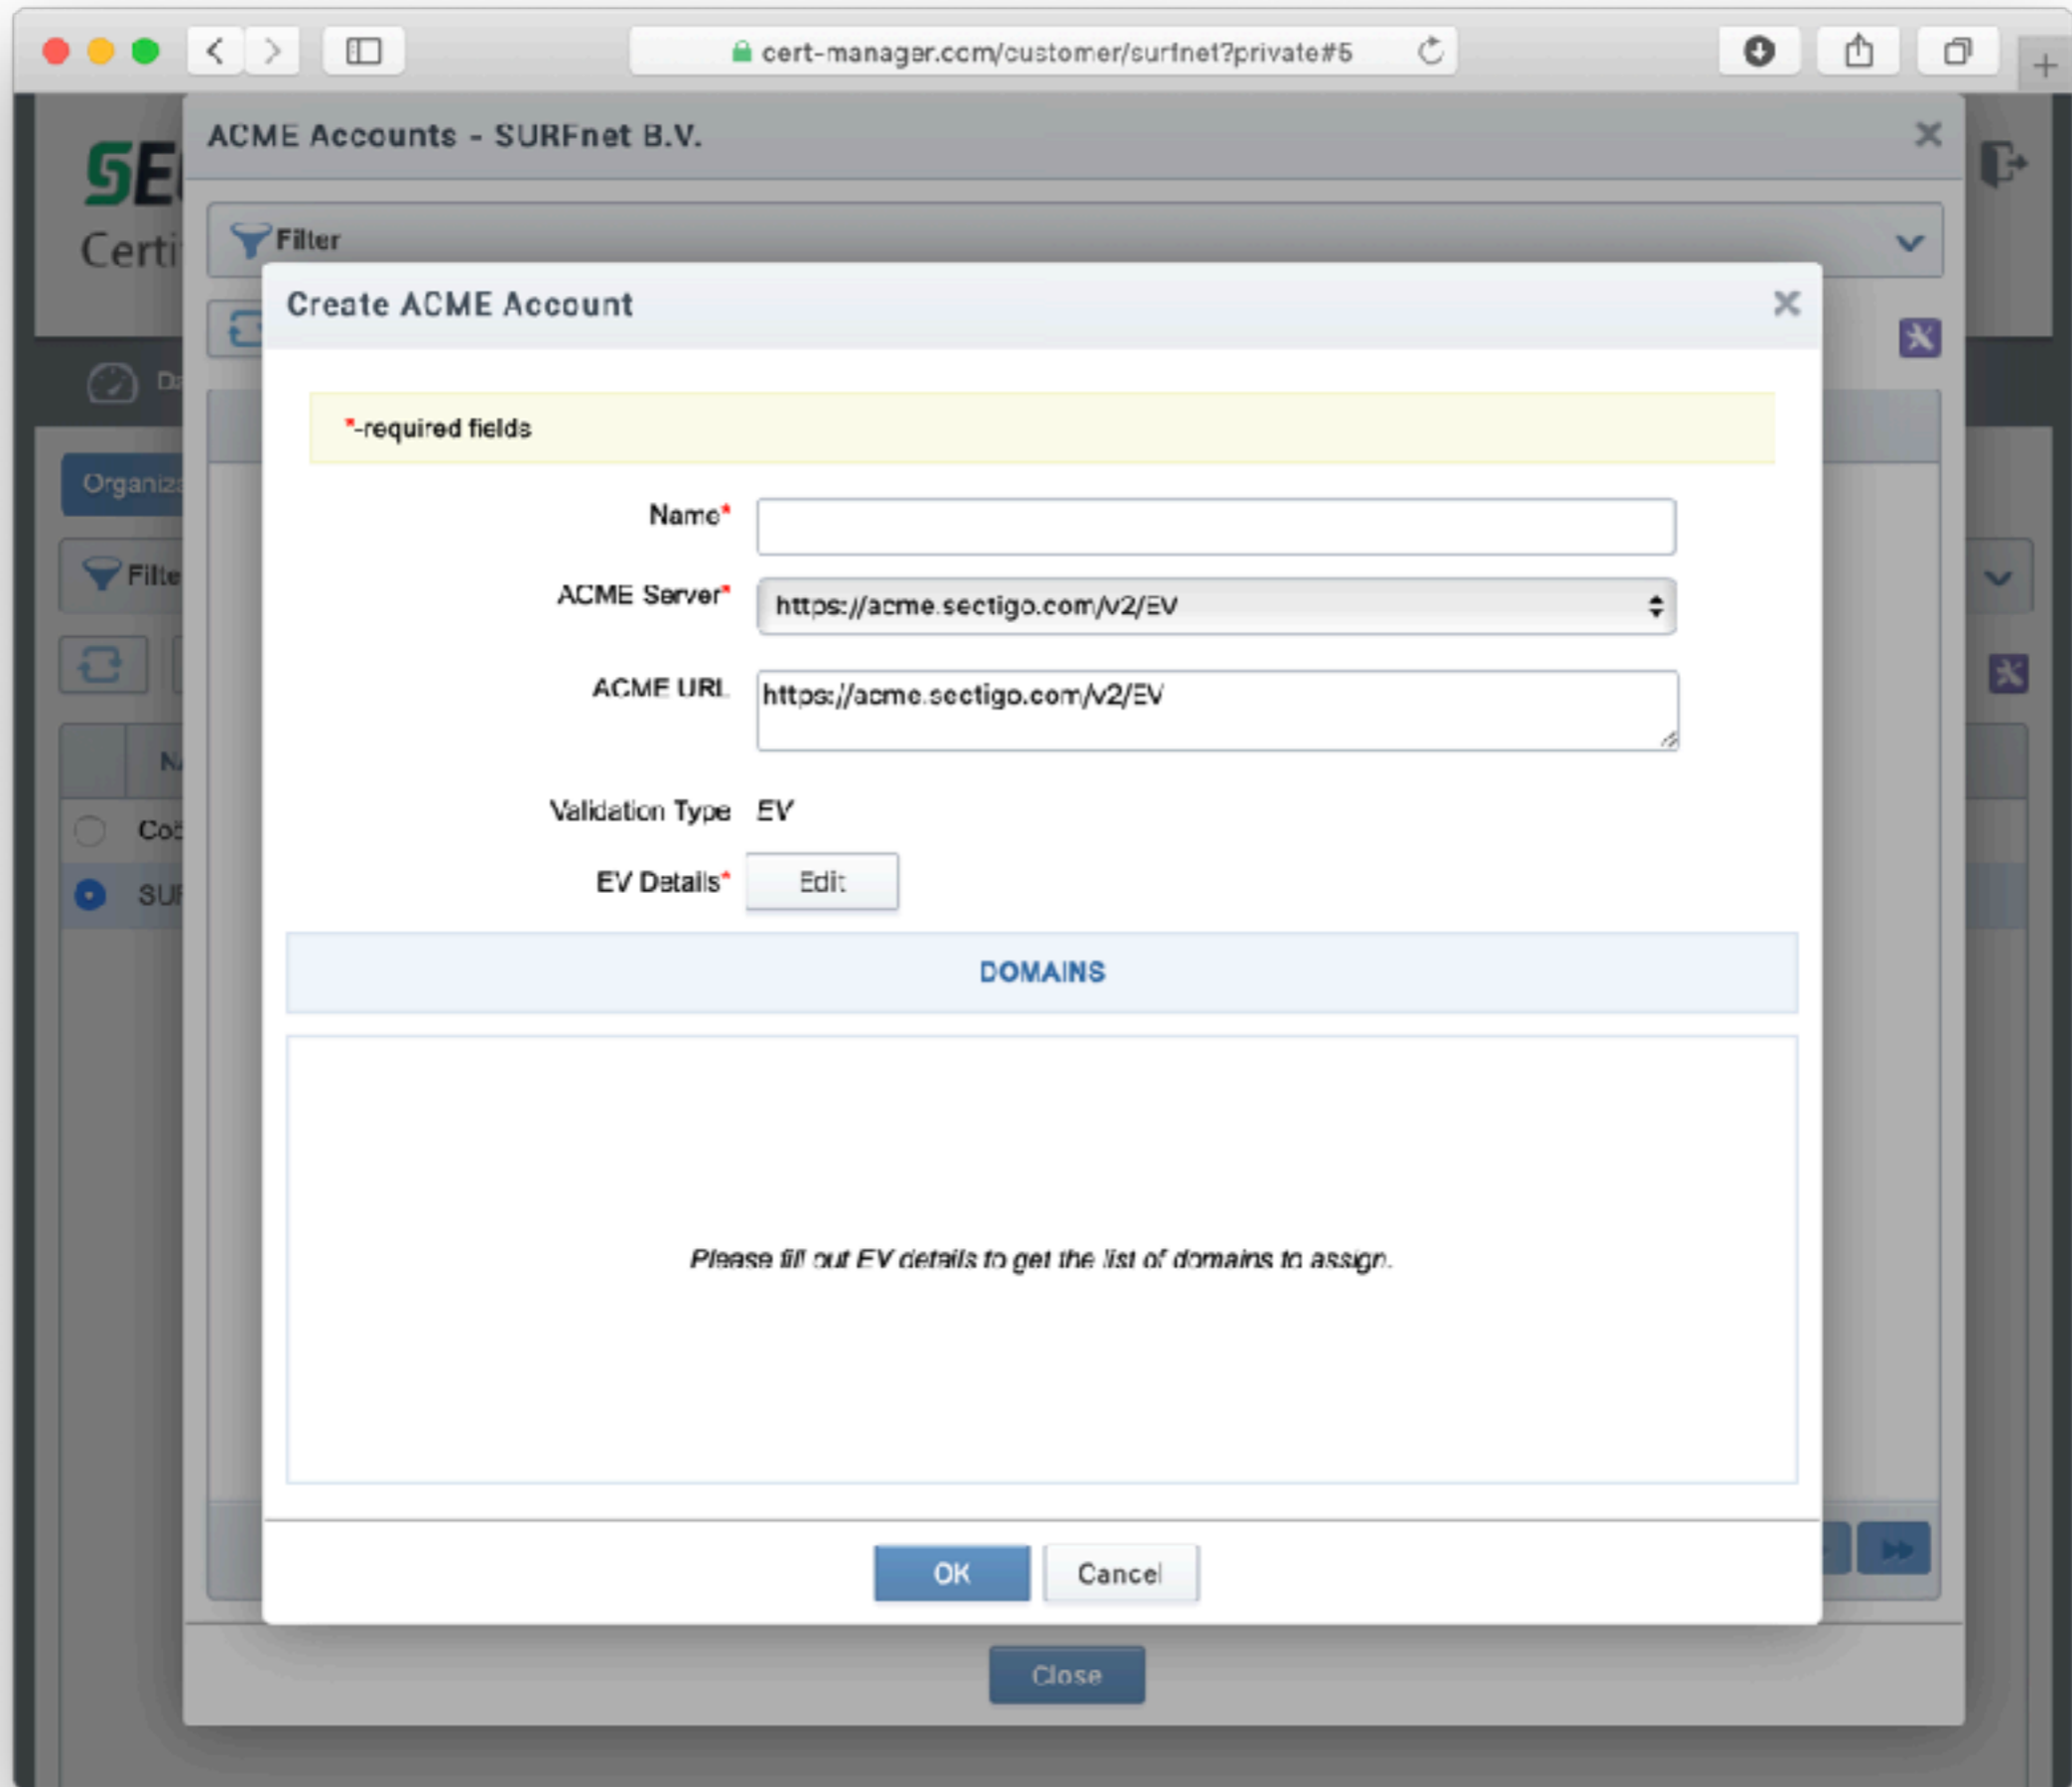 cert-manager.com/customer/surfnet?private#5
ACME Accounts - SURFnet B.V.
Filter
Create ACME Account
*-required fields
Name*
ACME Server* https://acme.sectigo.com/v2/EV
ACME URL https://acme.sectigo.com/v2/EV
Validation Type EV
EV Details* Edit
DOMAINS
Please fill out EV details to get the list of domains to assign.
OK Cancel
Close